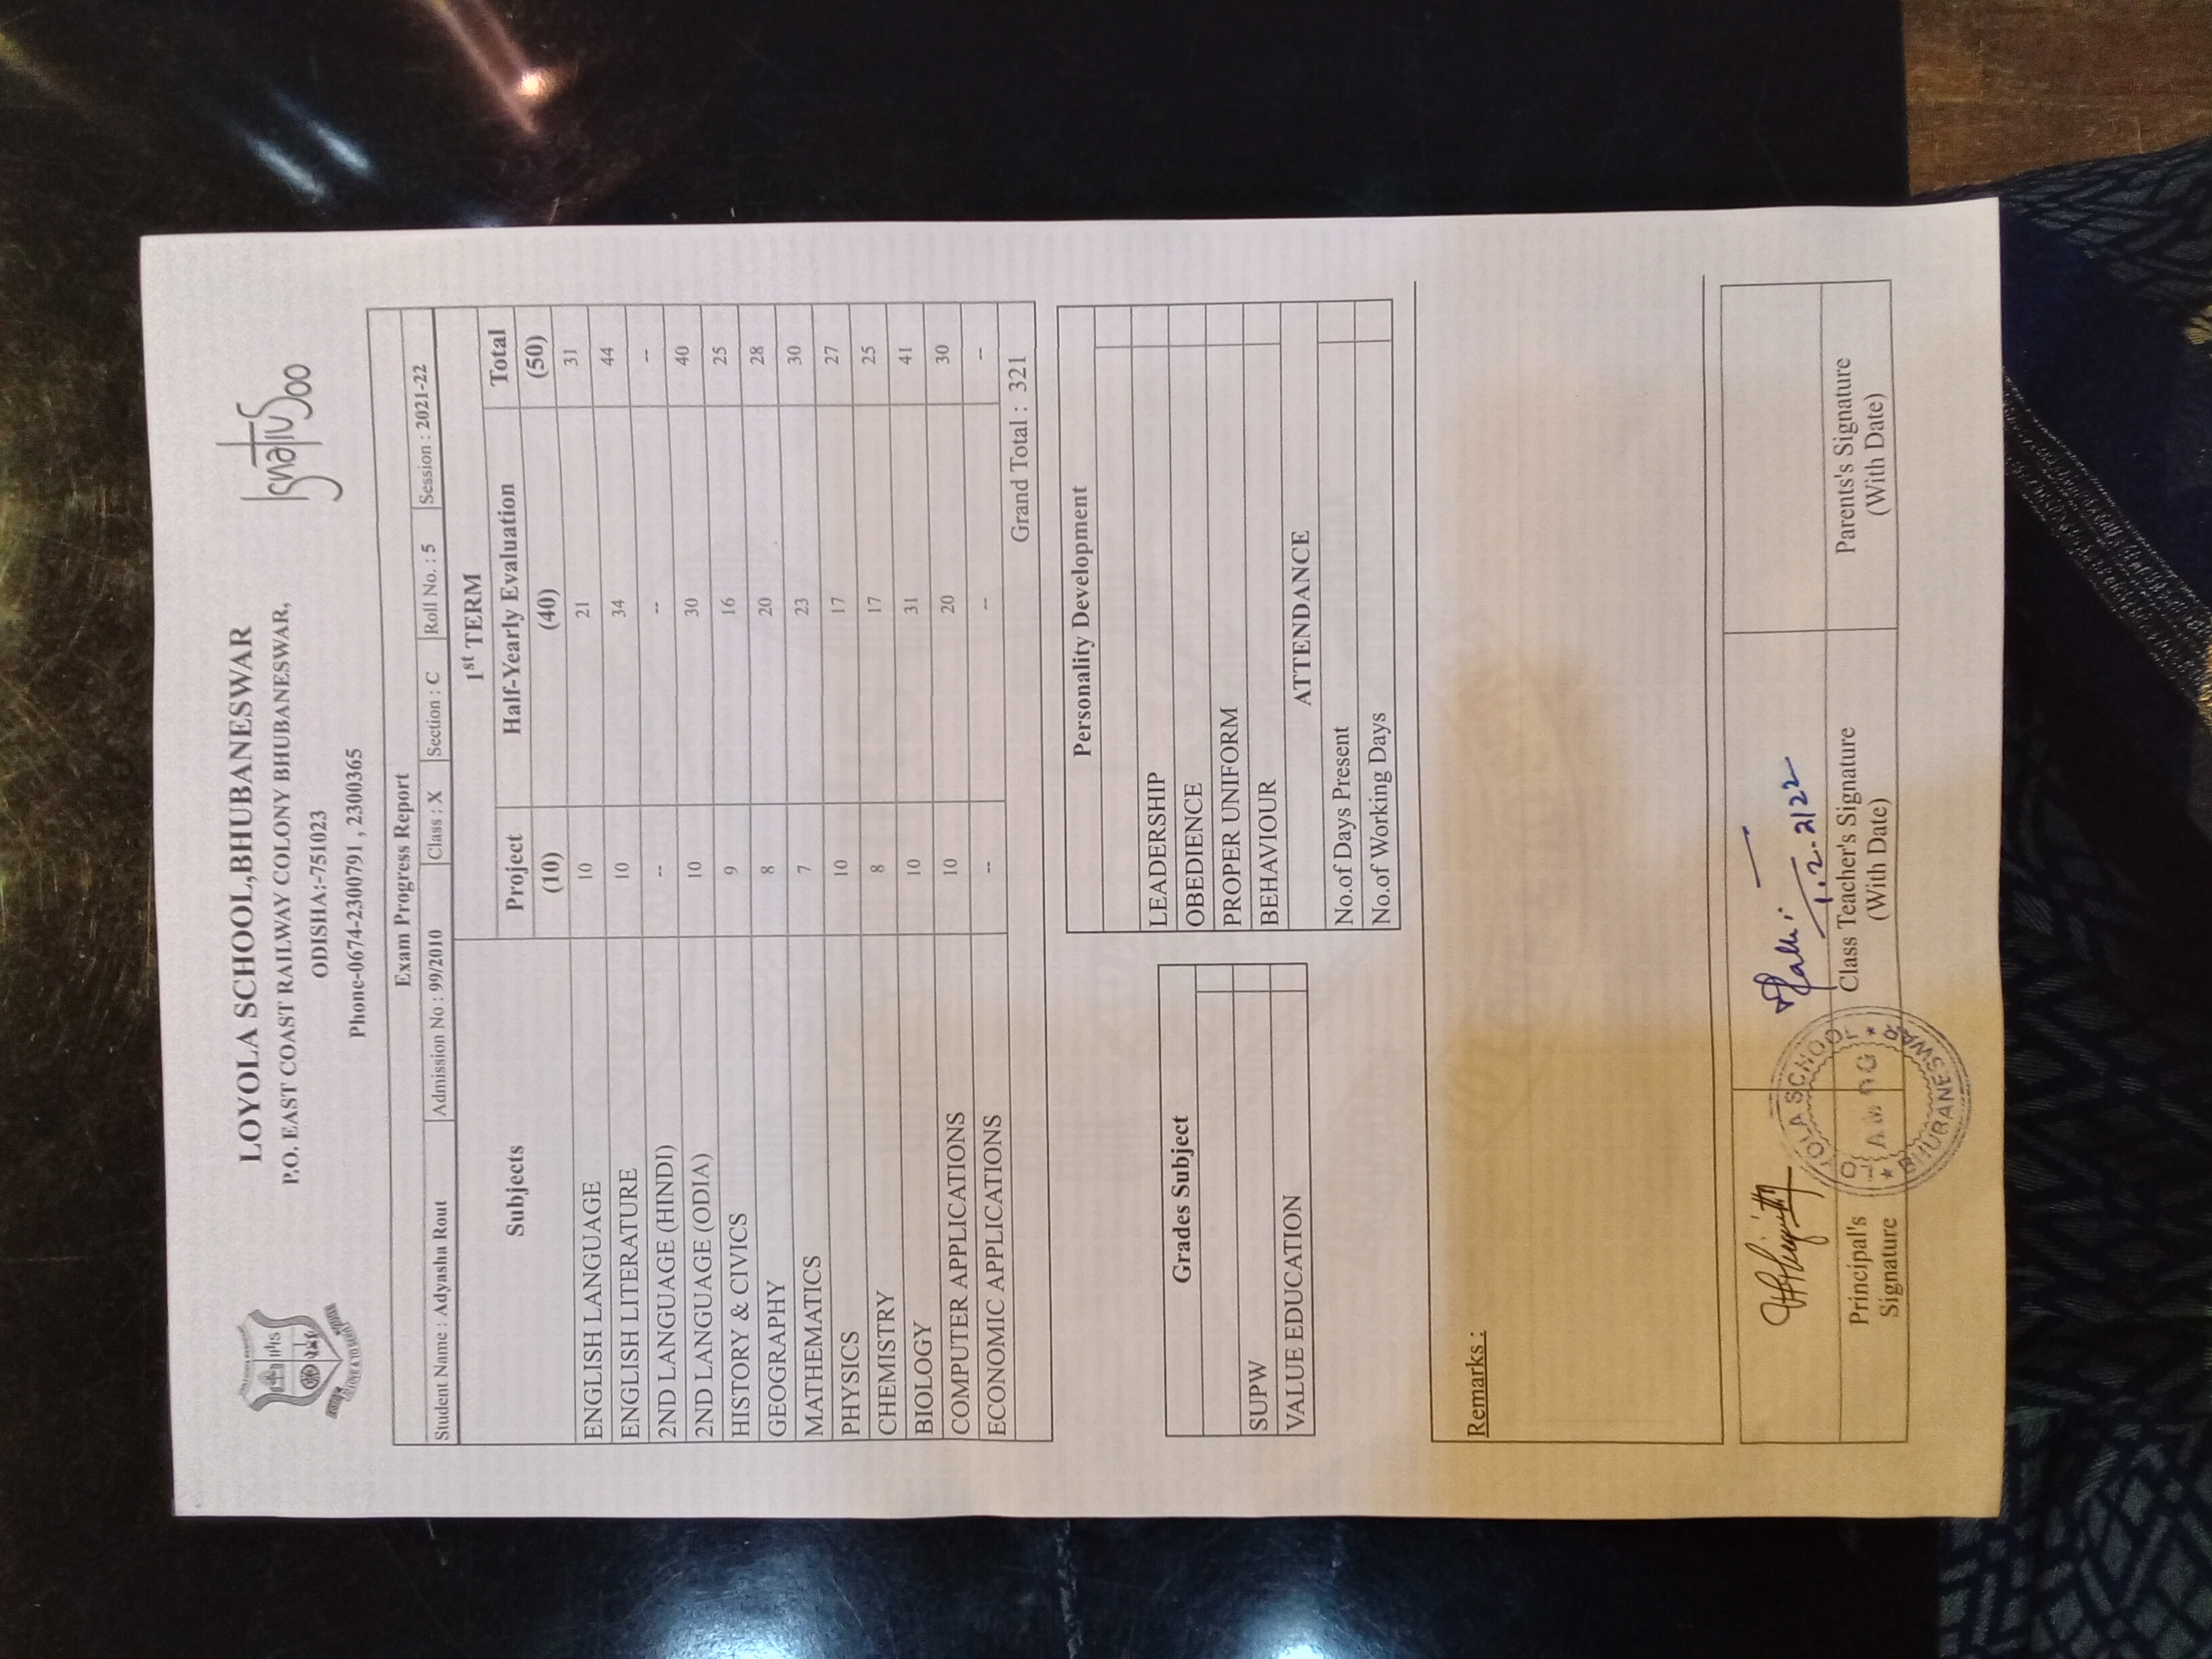 LOYOLA SCHOOL,BHUBANESWAR
P.O. EAST COAST RAILWAY COLONY BHUBANESWAR,
ODISHA:-751023
Phone-0674-2300791 , 2300365
Ignatius 500
Exam Progress Report
Student Name : Adyasha Rout Admission No : 99/2010 Class : X Section : C Roll No. : 5 Session : 2021-22
Subjects 1st TERM
Project Half-Yearly Evaluation Total
(10) (40) (50)
ENGLISH LANGUAGE 10 21 31
ENGLISH LITERATURE 10 34 44
2ND LANGUAGE (HINDI) -- -- --
2ND LANGUAGE (ODIA) 10 30 40
HISTORY & CIVICS 9 16 25
GEOGRAPHY 8 20 28
MATHEMATICS 7 23 30
PHYSICS 10 17 27
CHEMISTRY 8 17 25
BIOLOGY 10 31 41
COMPUTER APPLICATIONS 10 20 30
ECONOMIC APPLICATIONS -- -- --
Grand Total : 321
Grades Subject
SUPW
VALUE EDUCATION
Personality Development
LEADERSHIP
OBEDIENCE
PROPER UNIFORM
BEHAVIOUR
ATTENDANCE
No.of Days Present
No.of Working Days
Remarks:
1.2.2122
Principal's Signature
Class Teacher's Signature
(With Date)
Parents's Signature
(With Date)
LOYOLA SCHOOL
BHUBANESWAR